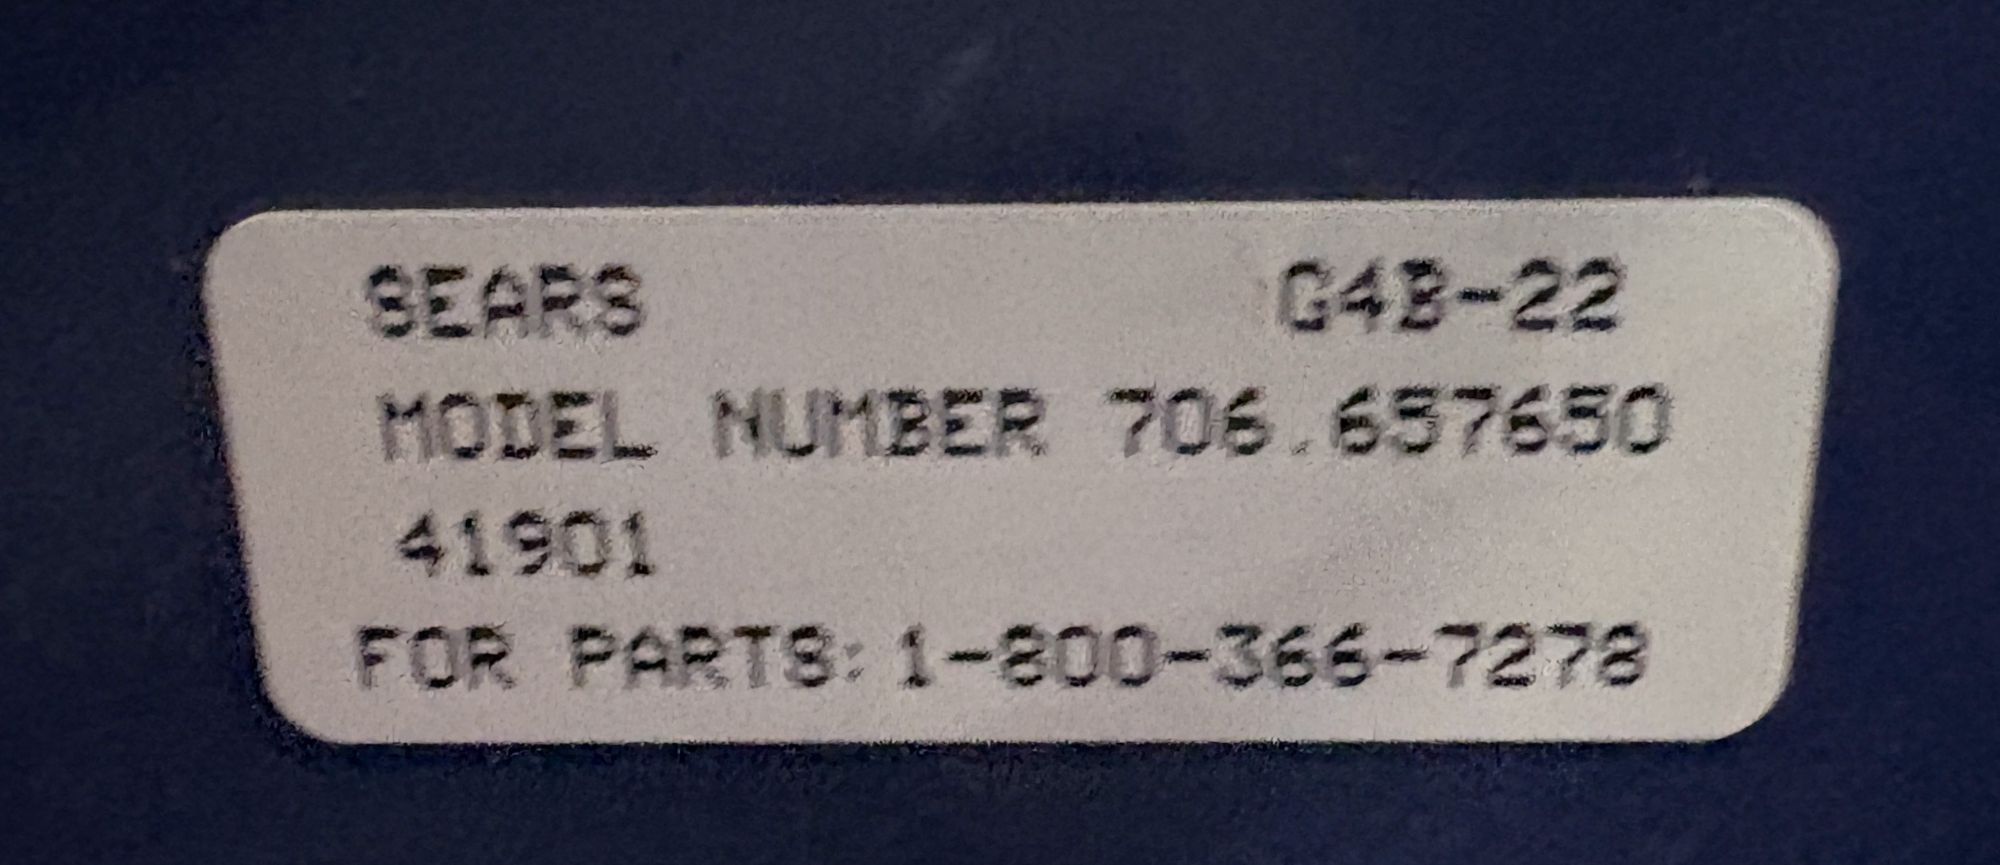 SEARS G4B-22
MODEL NUMBER 706.657650
41901
FOR PARTS: 1-800-366-7278